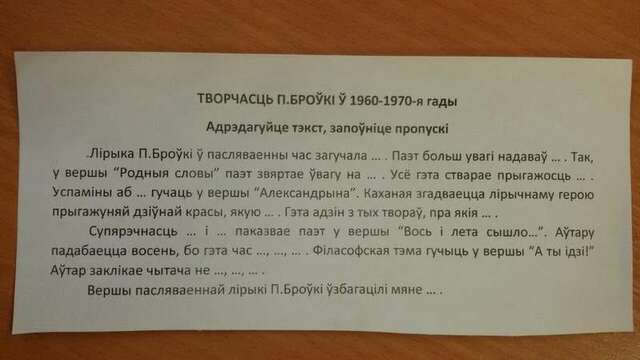 ТВОРЧАСЦЬ П.БРОЎКІ Ў 1960-1970-я гады
Адрэдагуйце тэкст, запоўніце пропускі
.Лірыка П.Броўкі ў пасляваенны час загучала ... . Паэт больш увагі надаваў ... . Так,
у вершы "Родныя словы" паэт звяртае ўвагу на ... . Усё гэта стварае прыгажосць ... .
Успаміны аб ... гучаць у вершы "Александрына". Каханая згадваецца лірычнаму герою
прыгажуняй дзіўнай красы, якую ... . Гэта адзін з тых твораў, пра якія ... .
Супярэчнасць ... і ... паказвае паэт у вершы "Вось і лета сышло...". Аўтару
падабаецца восень, бо гэта час ..., ..., ... . Філасофская тэма гучыць у вершы "А ты ідзі!"
Аўтар заклікае чытача не ..., ..., ... .
Вершы пасляваеннай лірыкі П.Броўкі ўзбагацілі мяне ... .